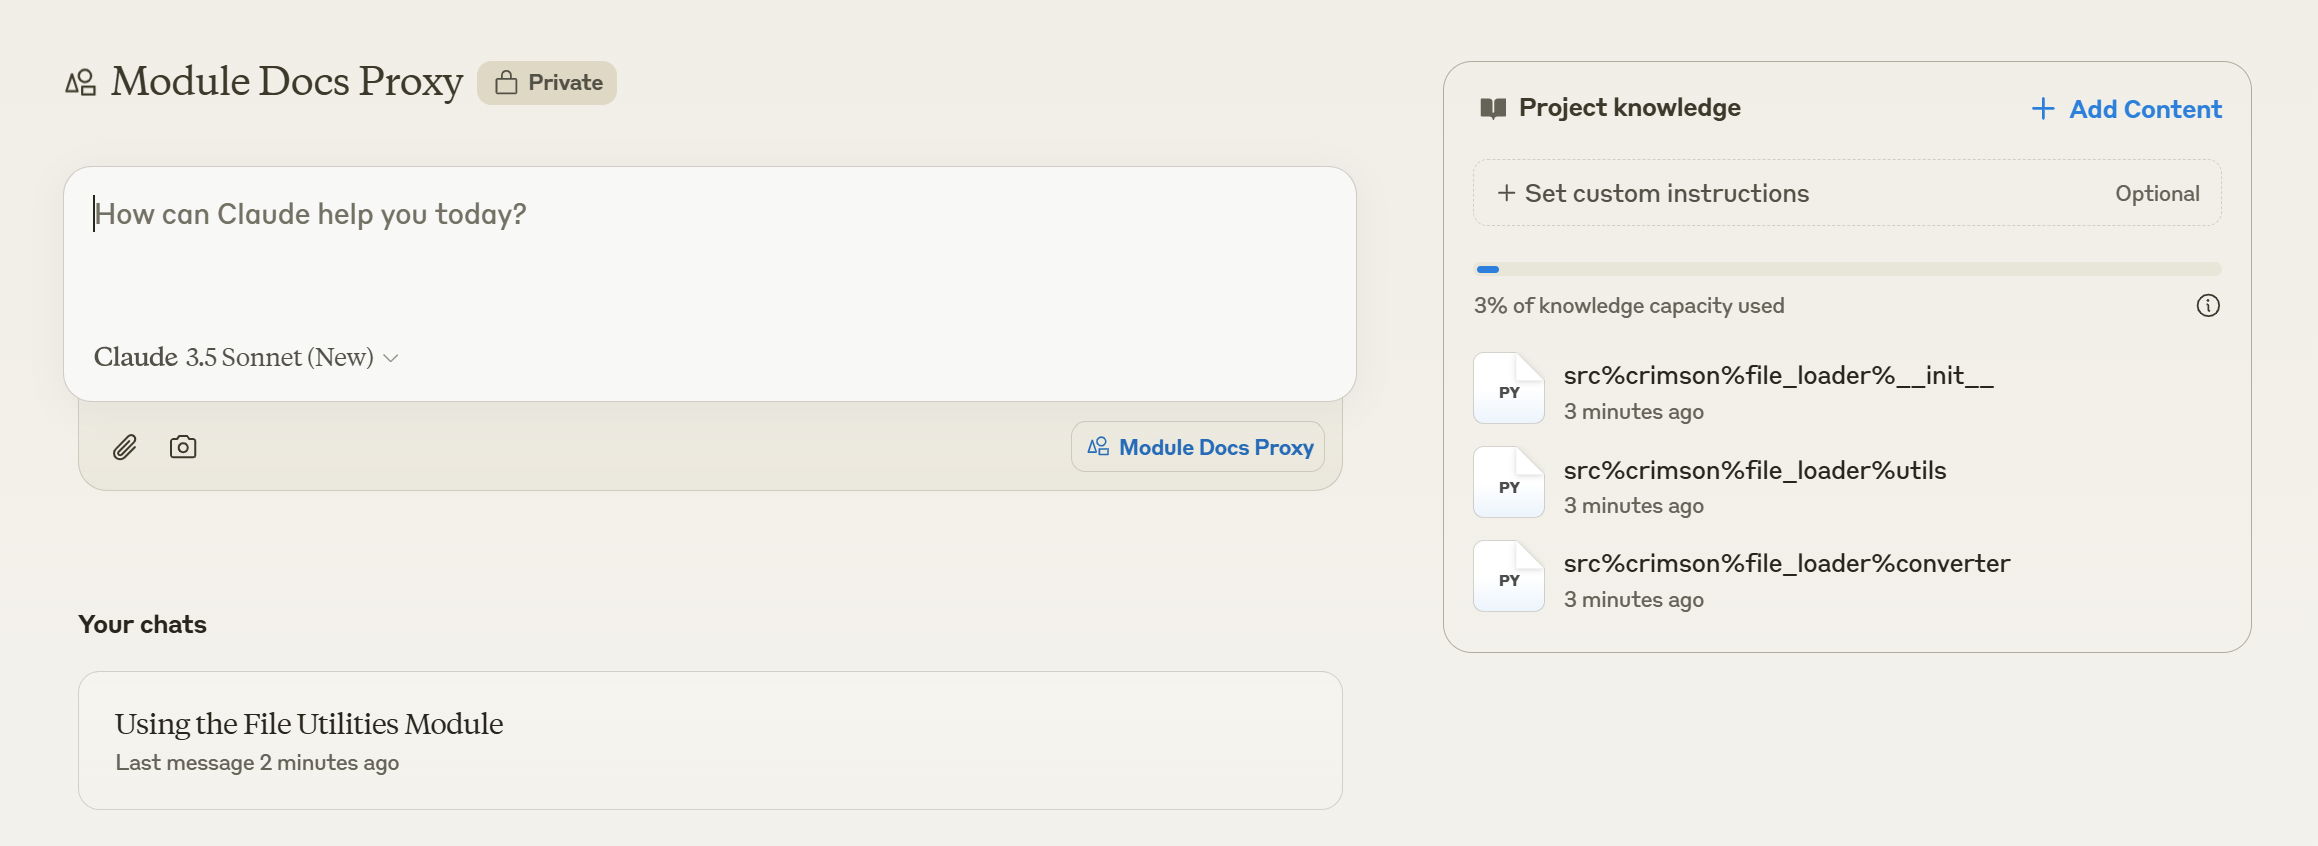 Module Docs Proxy
Private
How can Claude help you today?
Claude 3.5 Sonnet (New)
Module Docs Proxy
Your chats
Using the File Utilities Module
Last message 2 minutes ago
Project knowledge
Add Content
+ Set custom instructions
Optional
3% of knowledge capacity used
PY
src%crimson%file_loader%__init__
3 minutes ago
PY
src%crimson%file_loader%utils
3 minutes ago
PY
src%crimson%file_loader%converter
3 minutes ago